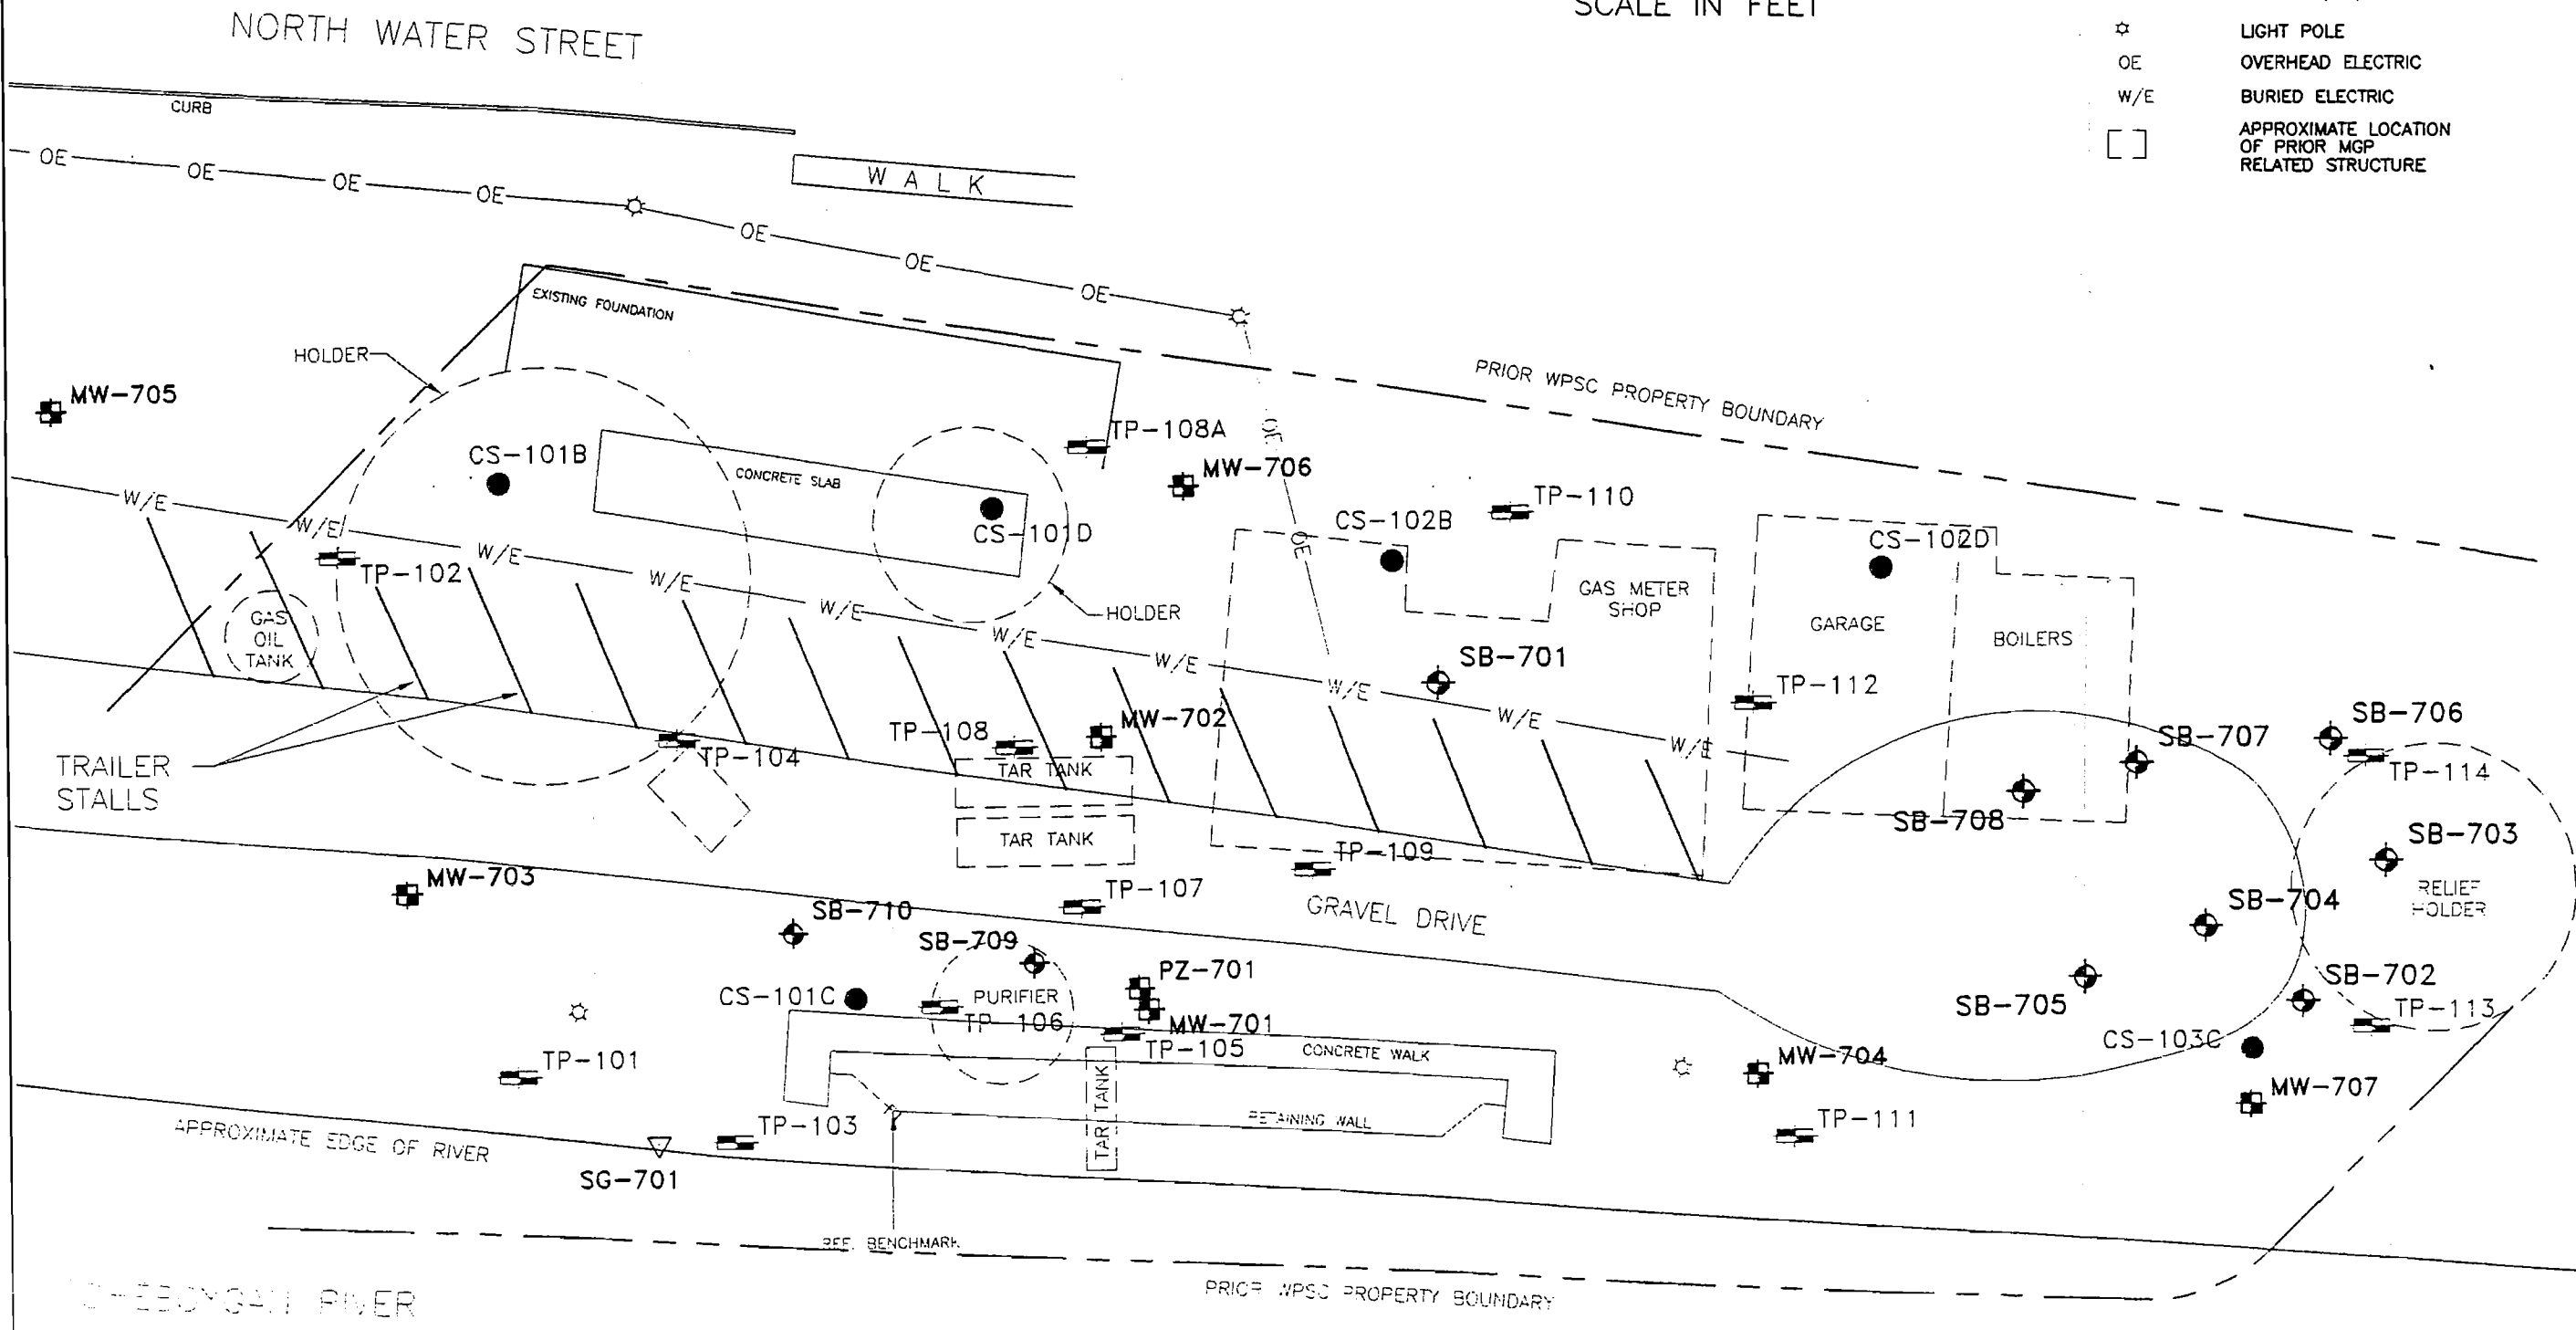 SCALE IN FEET
NORTH WATER STREET
LIGHT POLE
OE OVERHEAD ELECTRIC
W/E BURIED ELECTRIC
APPROXIMATE LOCATION
OF PRIOR MGP
RELATED STRUCTURE
CURB
WALK
OE
OE
OE
OE
OE
OE
OE
OE
OE
EXISTING FOUNDATION
HOLDER
PRIOR WPSC PROPERTY BOUNDARY
MW-705
TP-108A
CS-101B
CONCRETE SLAB
MW-706
CS-101D
TP-110
CS-102B
CS-102D
W/E
W/E
W/E
W/E
W/E
W/E
W/E
W/E
W/E
W/E
TP-102
GAS
OIL
TANK
HOLDER
GAS METER
SHOP
GARAGE
BOILERS
SB-701
TP-112
TRAILER
STALLS
TP-104
TP-108
MW-702
TAR TANK
TAR TANK
SB-706
SB-707
TP-114
SB-708
SB-703
RELIEF
HOLDER
TP-109
MW-703
TP-107
GRAVEL DRIVE
SB-710
SB-709
SB-704
PZ-701
CS-101C
PURIFIER
TP-106
MW-701
TP-105
CONCRETE WALK
SB-705
SB-702
TP-113
CS-103C
TP-101
MW-704
MW-707
TAR TANK
RETAINING WALL
TP-103
TP-111
APPROXIMATE EDGE OF RIVER
SG-701
REF. BENCHMARK
PRIOR WPSC PROPERTY BOUNDARY
SHEBOYGAN RIVER